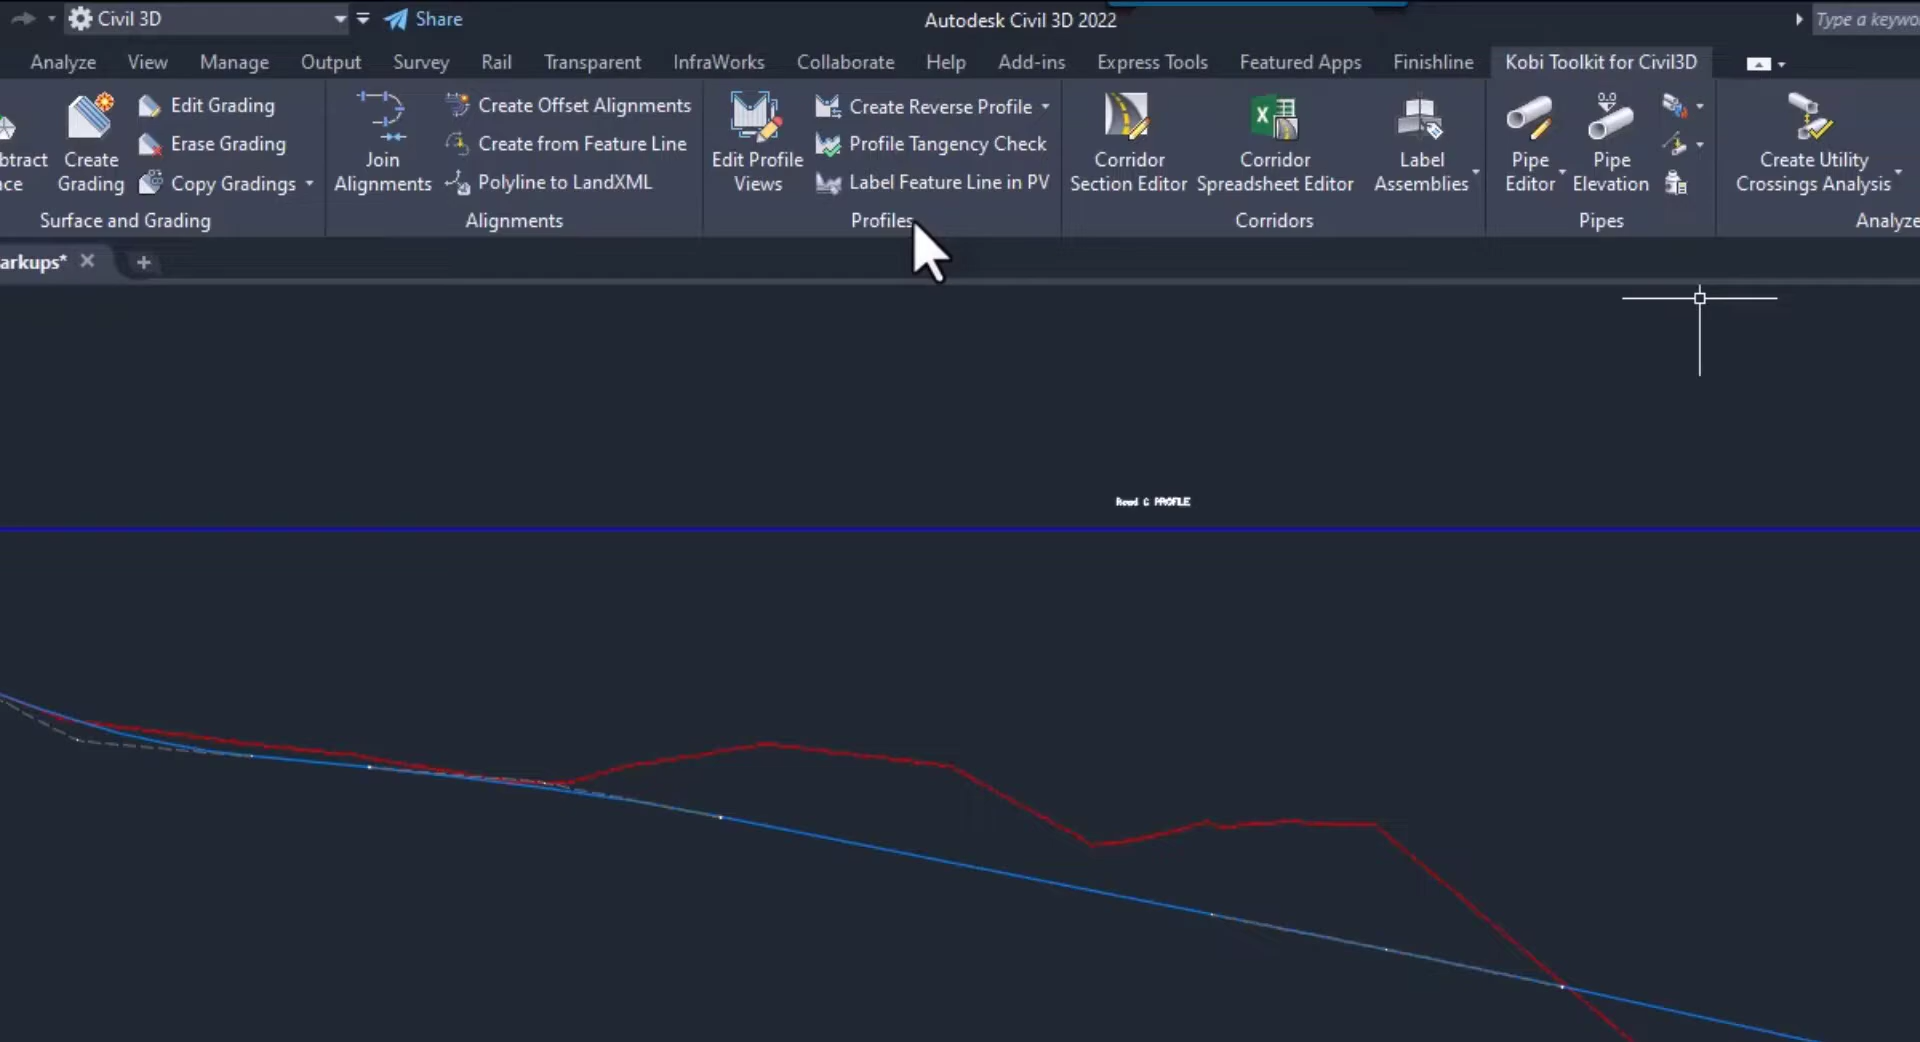 Civil 3D
Share
Autodesk Civil 3D 2022
Type a keywo
Analyze
View
Manage
Output
Survey
Rail
Transparent
InfraWorks
Collaborate
Help
Add-ins
Express Tools
Featured Apps
Finishline
Kobi Toolkit for Civil3D
btract
ce
Create
Grading
Edit Grading
Erase Grading
Copy Gradings
Surface and Grading
Join
Alignments
Create Offset Alignments
Create from Feature Line
Polyline to LandXML
Alignments
Edit Profile
Views
Create Reverse Profile
Profile Tangency Check
Label Feature Line in PV
Profiles
Corridor
Section Editor
X
Corridor
Spreadsheet Editor
Label
Assemblies
Corridors
Pipe
Editor
0.0
Pipe
Elevation
Pipes
Create Utility
Crossings Analysis
Analyze
arkups*
Road C PROFILE